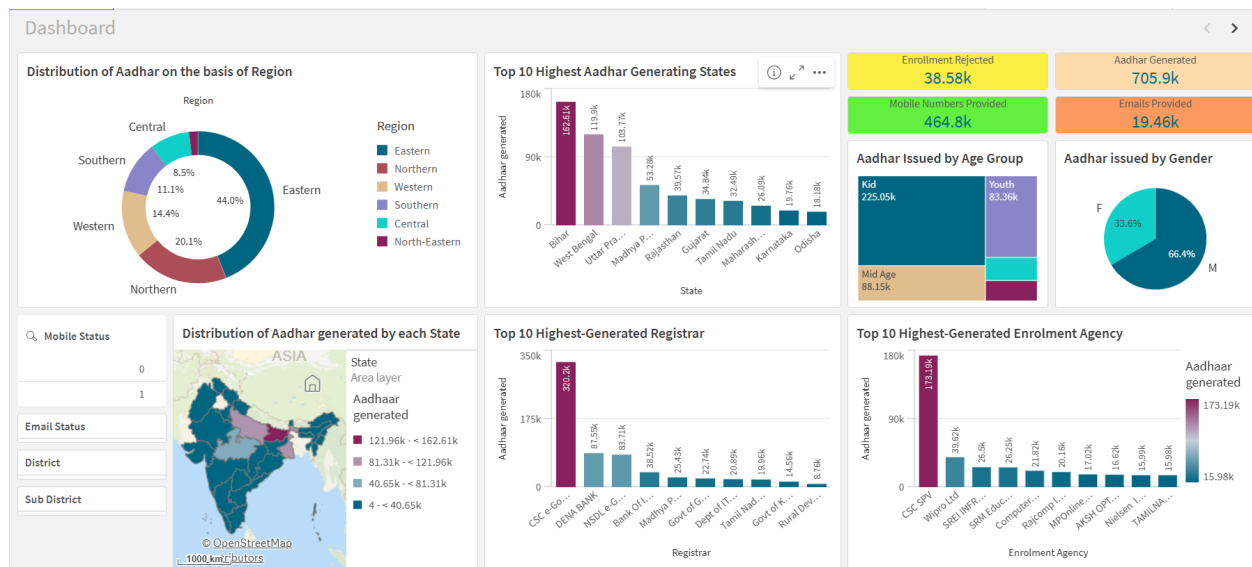 Dashboard
Distribution of Aadhar on the basis of Region
Region
Central
Southern
Western
Northern
Eastern
8.5%
11.1%
14.4%
20.1%
44.0%
Region
Eastern
Northern
Western
Southern
Central
North-Eastern
Top 10 Highest Aadhar Generating States
Aadhaar generated
180k
90k
0
162.61k
119.9k
103.77k
53.28k
39.57k
34.84k
32.49k
26.09k
19.76k
18.18k
Bihar
West Bengal
Uttar Pra...
Madhya P...
Rajasthan
Gujarat
Tamil Nadu
Maharash...
Karnataka
Odisha
State
Enrollment Rejected
38.58k
Aadhar Generated
705.9k
Mobile Numbers Provided
464.8k
Emails Provided
19.46k
Aadhar Issued by Age Group
Kid
225.05k
Youth
83.36k
Mid Age
88.15k
Aadhar issued by Gender
F
33.6%
66.4%
M
Mobile Status
0
1
Email Status
District
Sub District
Distribution of Aadhar generated by each State
ASIA
© OpenStreetMap
1000 km
State
Area layer
Aadhaar
generated
121.96k - < 162.61k
81.31k - < 121.96k
40.65k - < 81.31k
4 - < 40.65k
Top 10 Highest-Generated Registrar
Aadhaar generated
350k
175k
0
320.2k
87.55k
83.71k
38.52k
25.43k
22.74k
20.89k
19.96k
14.56k
8.76k
CSC e-Go...
DENA BANK
NSDL e-G...
Bank Of I...
Madhya P...
Govt of G...
Dept of IT...
Tamil Nad...
Govt of K...
Rural Dev...
Registrar
Top 10 Highest-Generated Enrolment Agency
Aadhaar generated
180k
90k
0
173.19k
39.62k
26.9k
26.25k
21.82k
20.16k
17.02k
16.62k
15.99k
15.98k
CSC SPV
Wipro Ltd
SREI INFR...
SRM Educ...
Computer...
Rajcomp I...
MPOnline...
AKSH OPT...
Nielsen I...
TAMILNA...
Enrolment Agency
Aadhaar
generated
173.19k
15.98k